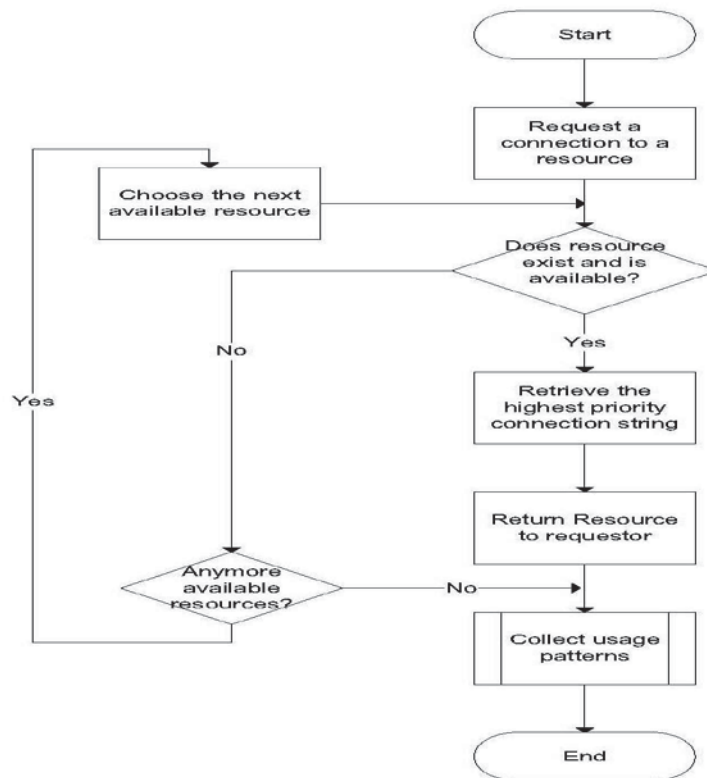 Start
Request a
connection to a
resource
Choose the next
available resource
Does resource
exist and is
available?
No
Yes
Yes
Retrieve the
highest priority
connection string
Return Resource
to requestor
Anymore
available
resources?
No
Collect usage
patterns
End